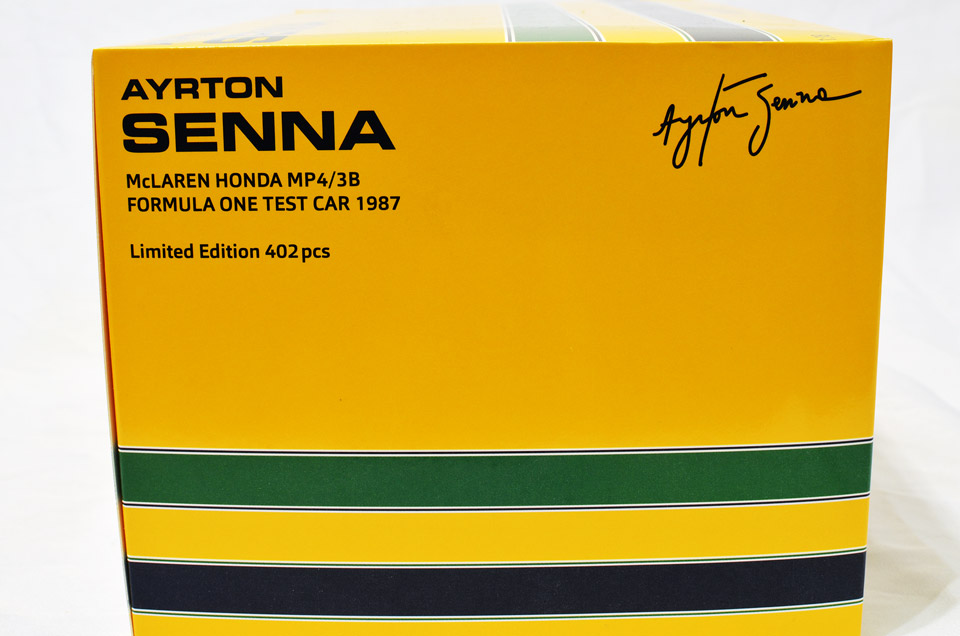 AYRTON
SENNA
McLAREN HONDA MP4/3B
FORMULA ONE TEST CAR 1987
Limited Edition 402 pcs
Ayrton Senna